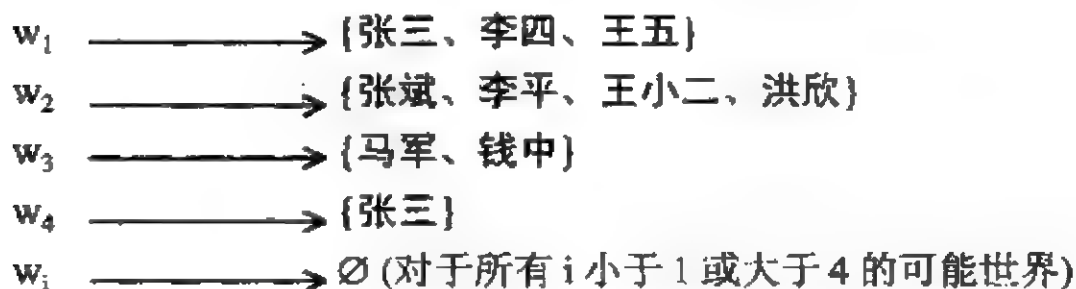 w₁ ⟶ {张三、李四、王五}
w₂ ⟶ {张斌、李平、王小二、洪欣}
w₃ ⟶ {马军、钱中}
w₄ ⟶ {张三}
wᵢ ⟶ ∅ (对于所有 i 小于 1 或大于 4 的可能世界)